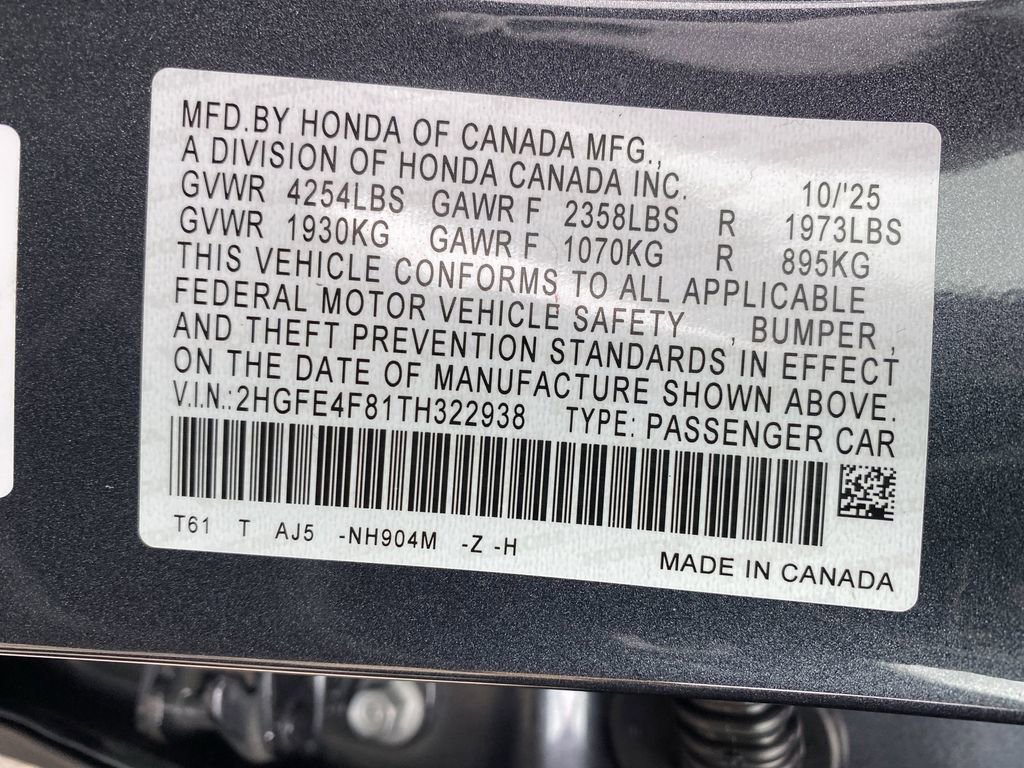 MFD.BY HONDA OF CANADA MFG.,
A DIVISION OF HONDA CANADA INC. 10/'25
GVWR 4254LBS GAWR F 2358LBS R 1973LBS
GVWR 1930KG GAWR F 1070KG R 895KG
THIS VEHICLE CONFORMS TO ALL APPLICABLE
FEDERAL MOTOR VEHICLE SAFETY , BUMPER ,
AND THEFT PREVENTION STANDARDS IN EFFECT
ON THE DATE OF MANUFACTURE SHOWN ABOVE.
V.I.N.:2HGFE4F81TH322938 TYPE: PASSENGER CAR
T61 T AJ5 -NH904M -Z -H
MADE IN CANADA